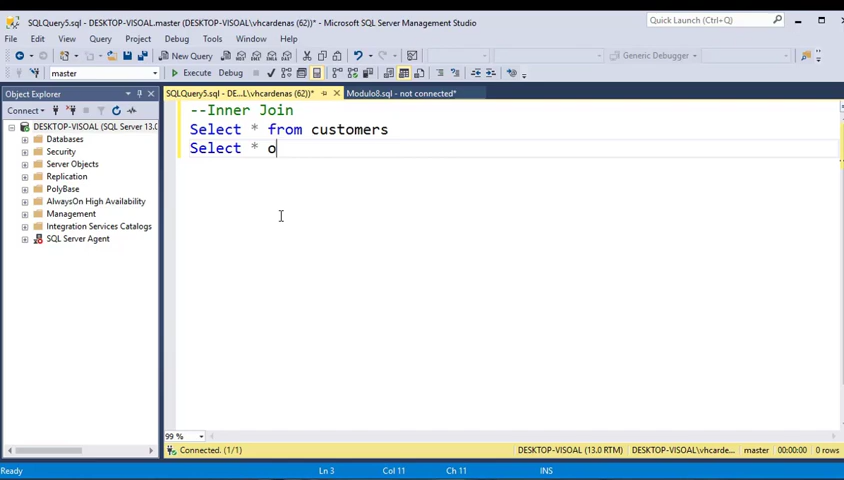 SQLQuery5.sql - DESKTOP-VISOAL.master (DESKTOP-VISOAL\vhcardenas (62))* - Microsoft SQL Server Management Studio
Quick Launch (Ctrl+Q)
File Edit View Query Project Debug Tools Window Help
New Query
Generic Debugger
master
Execute Debug
Object Explorer
SQLQuery5.sql - DE...L\vhcardenas (62))*
Modulo8.sql - not connected*
Connect
DESKTOP-VISOAL (SQL Server 13.0
Databases
Security
Server Objects
Replication
PolyBase
AlwaysOn High Availability
Management
Integration Services Catalogs
SQL Server Agent
--Inner Join
Select * from customers
Select * o
99 %
Connected. (1/1)
DESKTOP-VISOAL (13.0 RTM)
DESKTOP-VISOAL\vhcarde...
master
00:00:00
0 rows
Ready
Ln 3
Col 11
Ch 11
INS